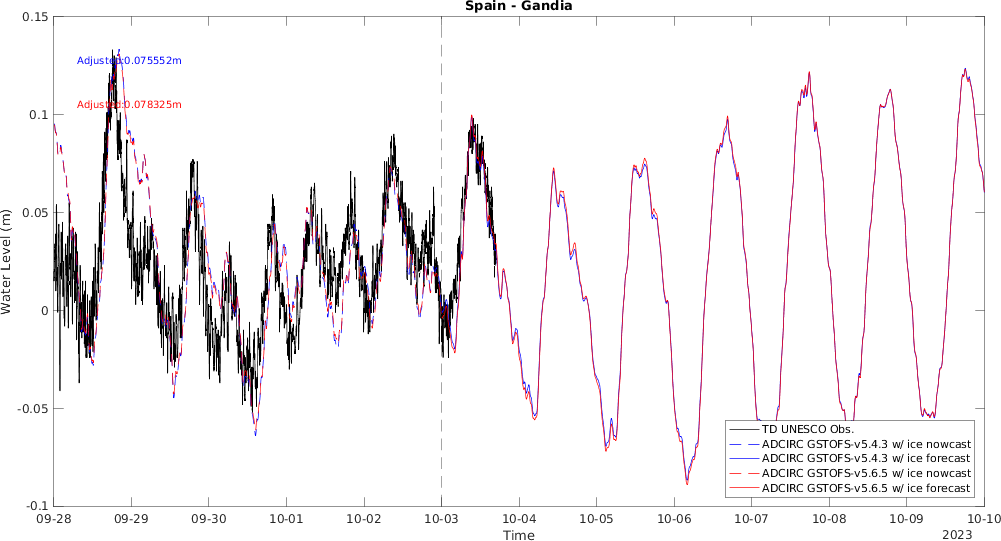 Spain - Gandia
0.15
0.1
0.05
0
-0.05
-0.1
Water Level (m)
Adjusted:0.075552m
Adjusted:0.078325m
TD UNESCO Obs.
ADCIRC GSTOFS-v5.4.3 w/ ice nowcast
ADCIRC GSTOFS-v5.4.3 w/ ice forecast
ADCIRC GSTOFS-v5.6.5 w/ ice nowcast
ADCIRC GSTOFS-v5.6.5 w/ ice forecast
09-28 09-29 09-30 10-01 10-02 10-03 10-04 10-05 10-06 10-07 10-08 10-09 10-10
Time
2023